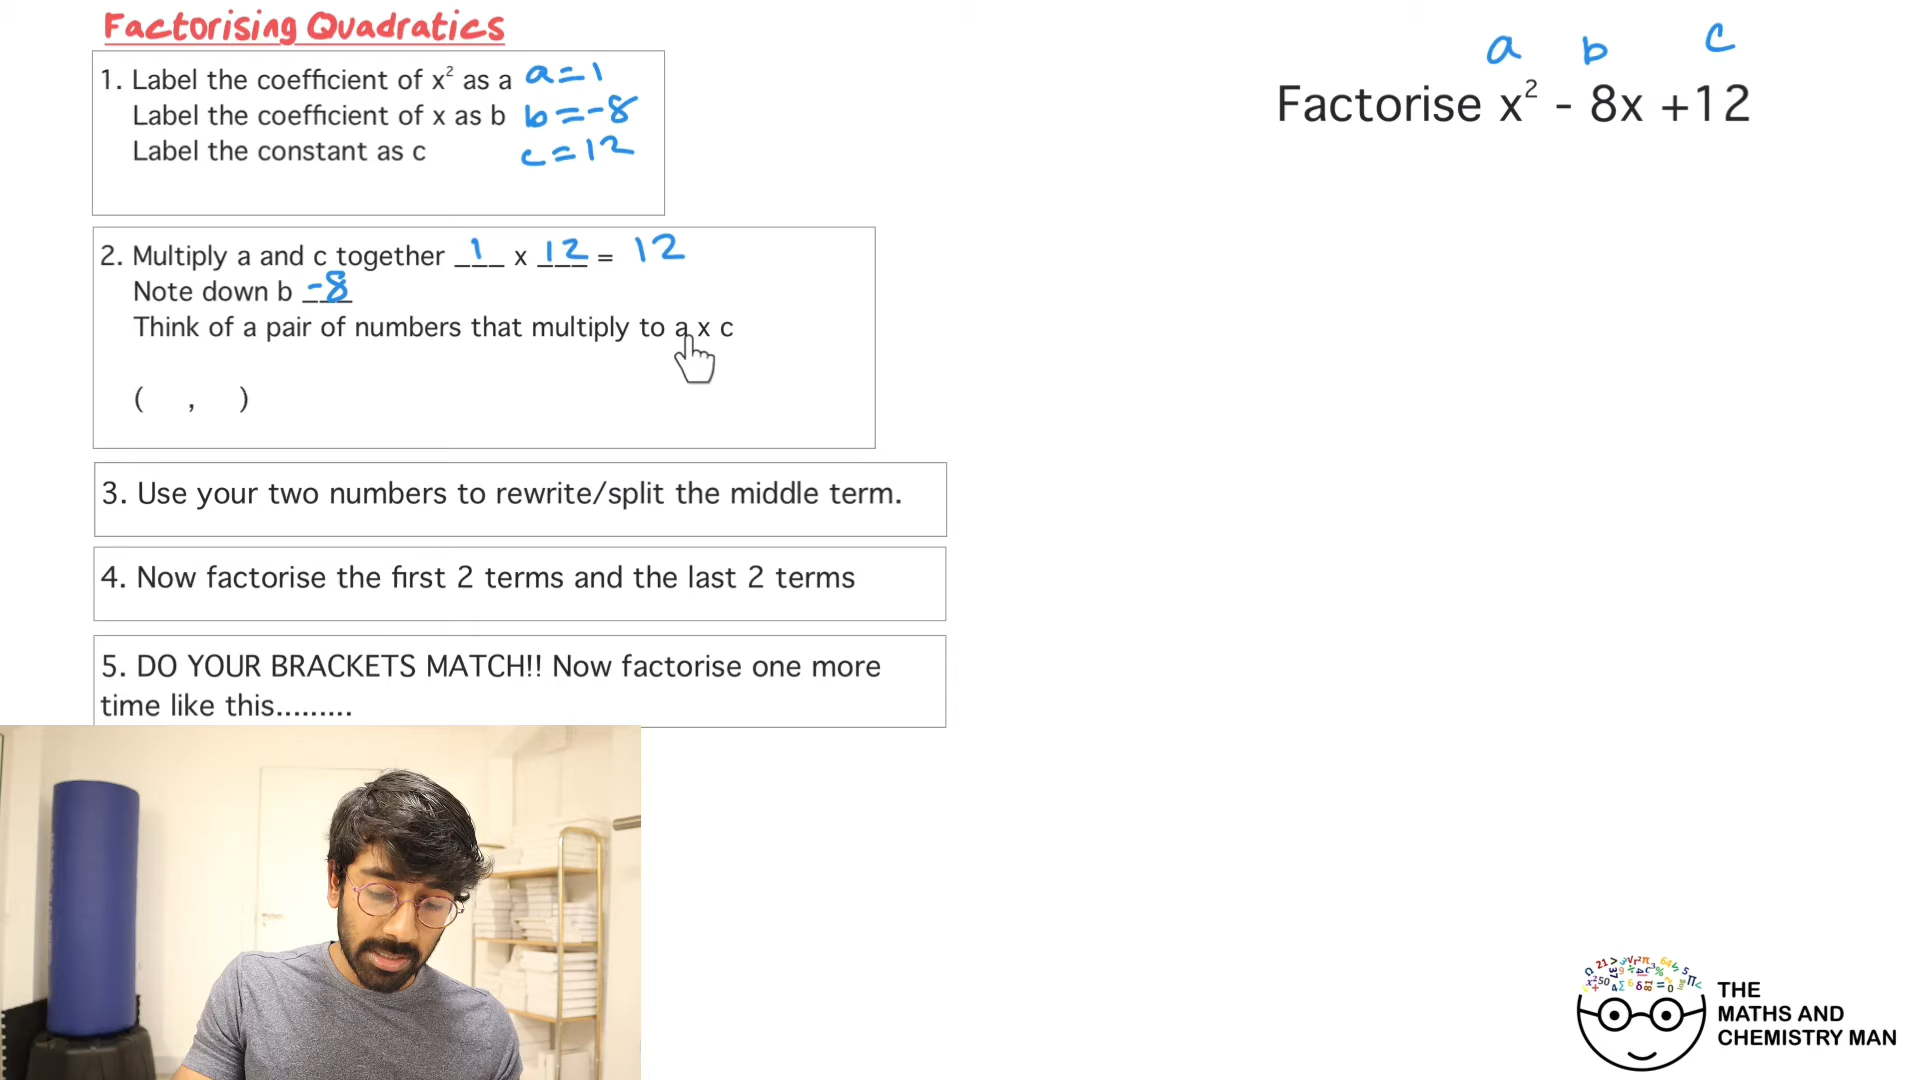 Factorising Quadratics
1. Label the coefficient of x² as a a=1
Label the coefficient of x as b b=-8
Label the constant as c c=12
2. Multiply a and c together 1 x 12 = 12
Note down b -8
Think of a pair of numbers that multiply to a x c
( , )
3. Use your two numbers to rewrite/split the middle term.
4. Now factorise the first 2 terms and the last 2 terms
5. DO YOUR BRACKETS MATCH!! Now factorise one more
time like this.........
a b c
Factorise x² - 8x +12
THE
MATHS AND
CHEMISTRY MAN